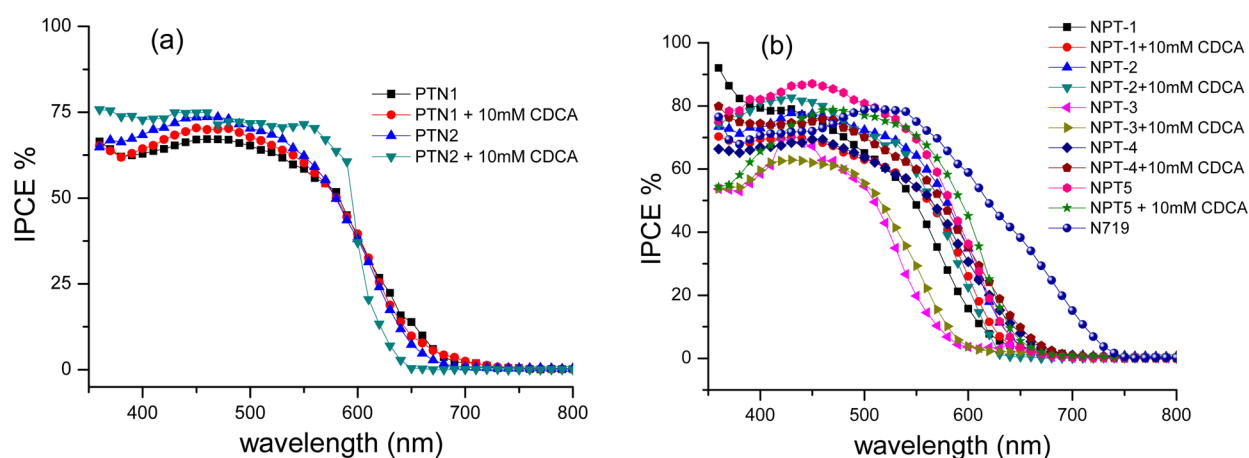 (a)
IPCE %
100
75
50
25
0
400 500 600 700 800
wavelength (nm)
PTN1
PTN1 + 10mM CDCA
PTN2
PTN2 + 10mM CDCA
(b)
IPCE %
100
80
60
40
20
0
400 500 600 700 800
wavelength (nm)
NPT-1
NPT-1+10mM CDCA
NPT-2
NPT-2+10mM CDCA
NPT-3
NPT-3+10mM CDCA
NPT-4
NPT-4+10mM CDCA
NPT5
NPT5 + 10mM CDCA
N719